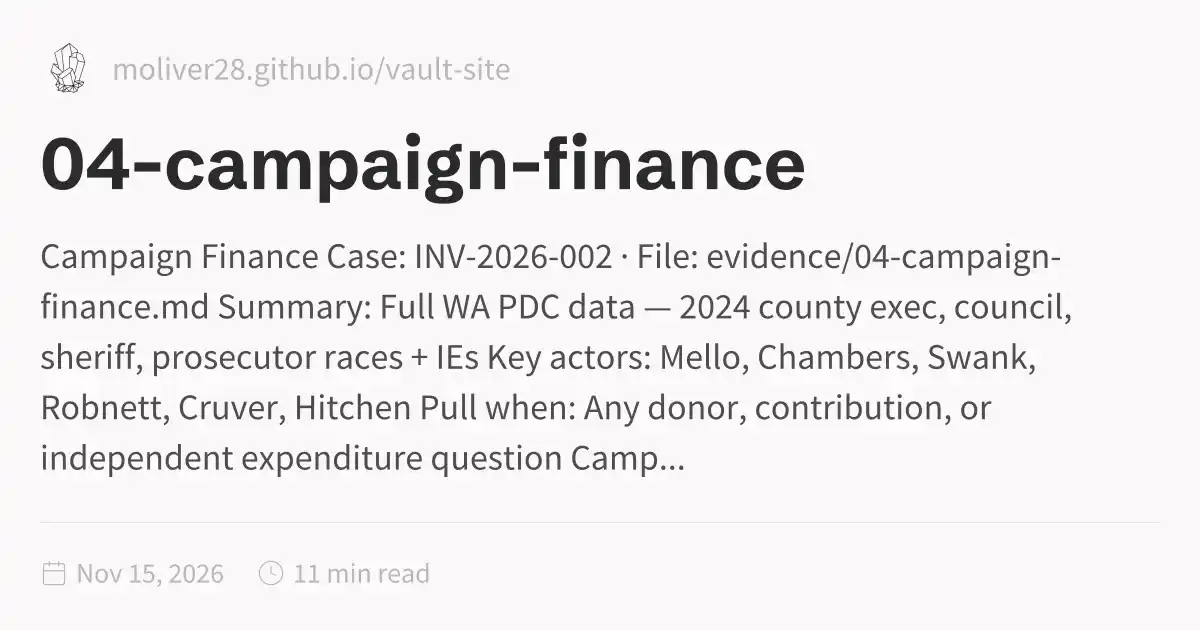 moliver28.github.io/vault-site
04-campaign-finance
Campaign Finance Case: INV-2026-002 · File: evidence/04-campaign-
finance.md Summary: Full WA PDC data — 2024 county exec, council,
sheriff, prosecutor races + IEs Key actors: Mello, Chambers, Swank,
Robnett, Cruver, Hitchen Pull when: Any donor, contribution, or
independent expenditure question Camp...
Nov 15, 2026 11 min read